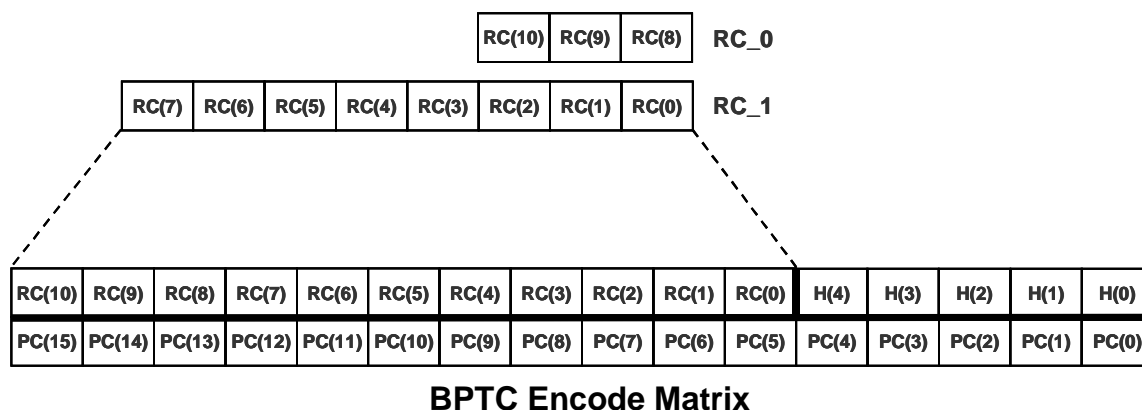 RC(10) RC(9) RC(8) RC_0
RC(7) RC(6) RC(5) RC(4) RC(3) RC(2) RC(1) RC(0) RC_1
RC(10) RC(9) RC(8) RC(7) RC(6) RC(5) RC(4) RC(3) RC(2) RC(1) RC(0) H(4) H(3) H(2) H(1) H(0)
PC(15) PC(14) PC(13) PC(12) PC(11) PC(10) PC(9) PC(8) PC(7) PC(6) PC(5) PC(4) PC(3) PC(2) PC(1) PC(0)
BPTC Encode Matrix